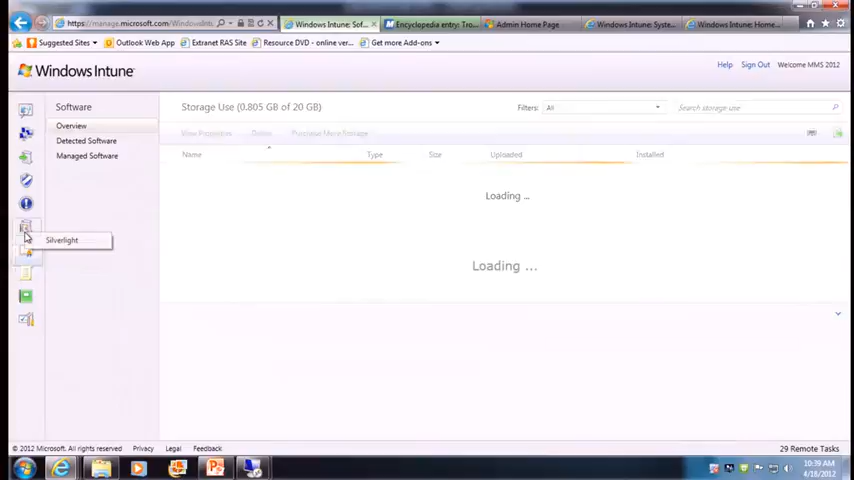 https://manage.microsoft.com/WindowsIntu
Windows Intune: Sof...
Encyclopedia entry: Tro...
Admin Home Page
Windows Intune: Syste...
Windows Intune: Home...
Suggested Sites
Outlook Web App
Extranet RAS Site
Resource DVD - online ver...
Get more Add-ons
Windows Intune
Help
Sign Out
Welcome MMS 2012
Software
Storage Use (0.805 GB of 20 GB)
Filters:
All
Search storage use
Overview
View Properties
Delete
Purchase More Storage
Detected Software
Managed Software
Name
Type
Size
Uploaded
Installed
Loading ...
Silverlight
Loading ...
© 2012 Microsoft. All rights reserved
Privacy
Legal
Feedback
29 Remote Tasks
10:39 AM
4/18/2012